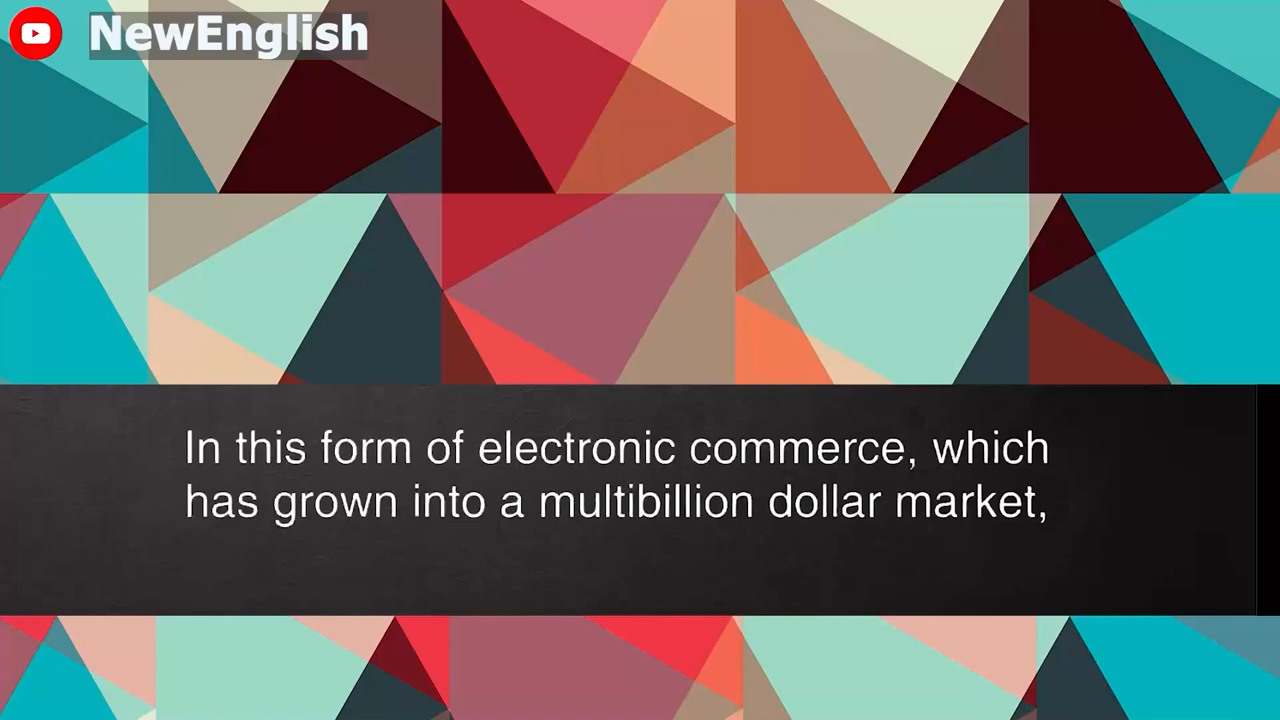 NewEnglish
In this form of electronic commerce, which
has grown into a multibillion dollar market,